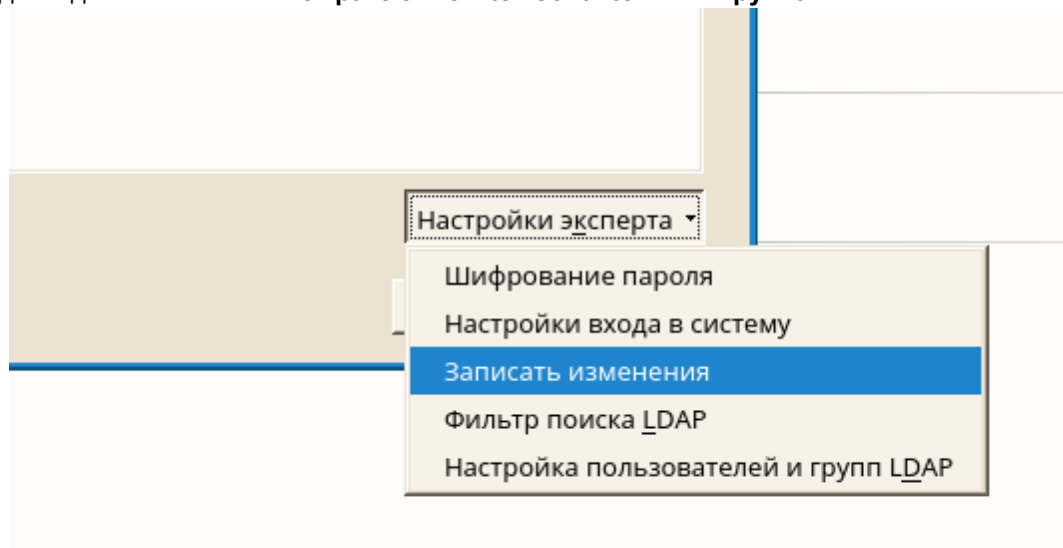 Настройки эксперта
Шифрование пароля
Настройки входа в систему
Записать изменения
Фильтр поиска LDAP
Настройка пользователей и групп LDAP